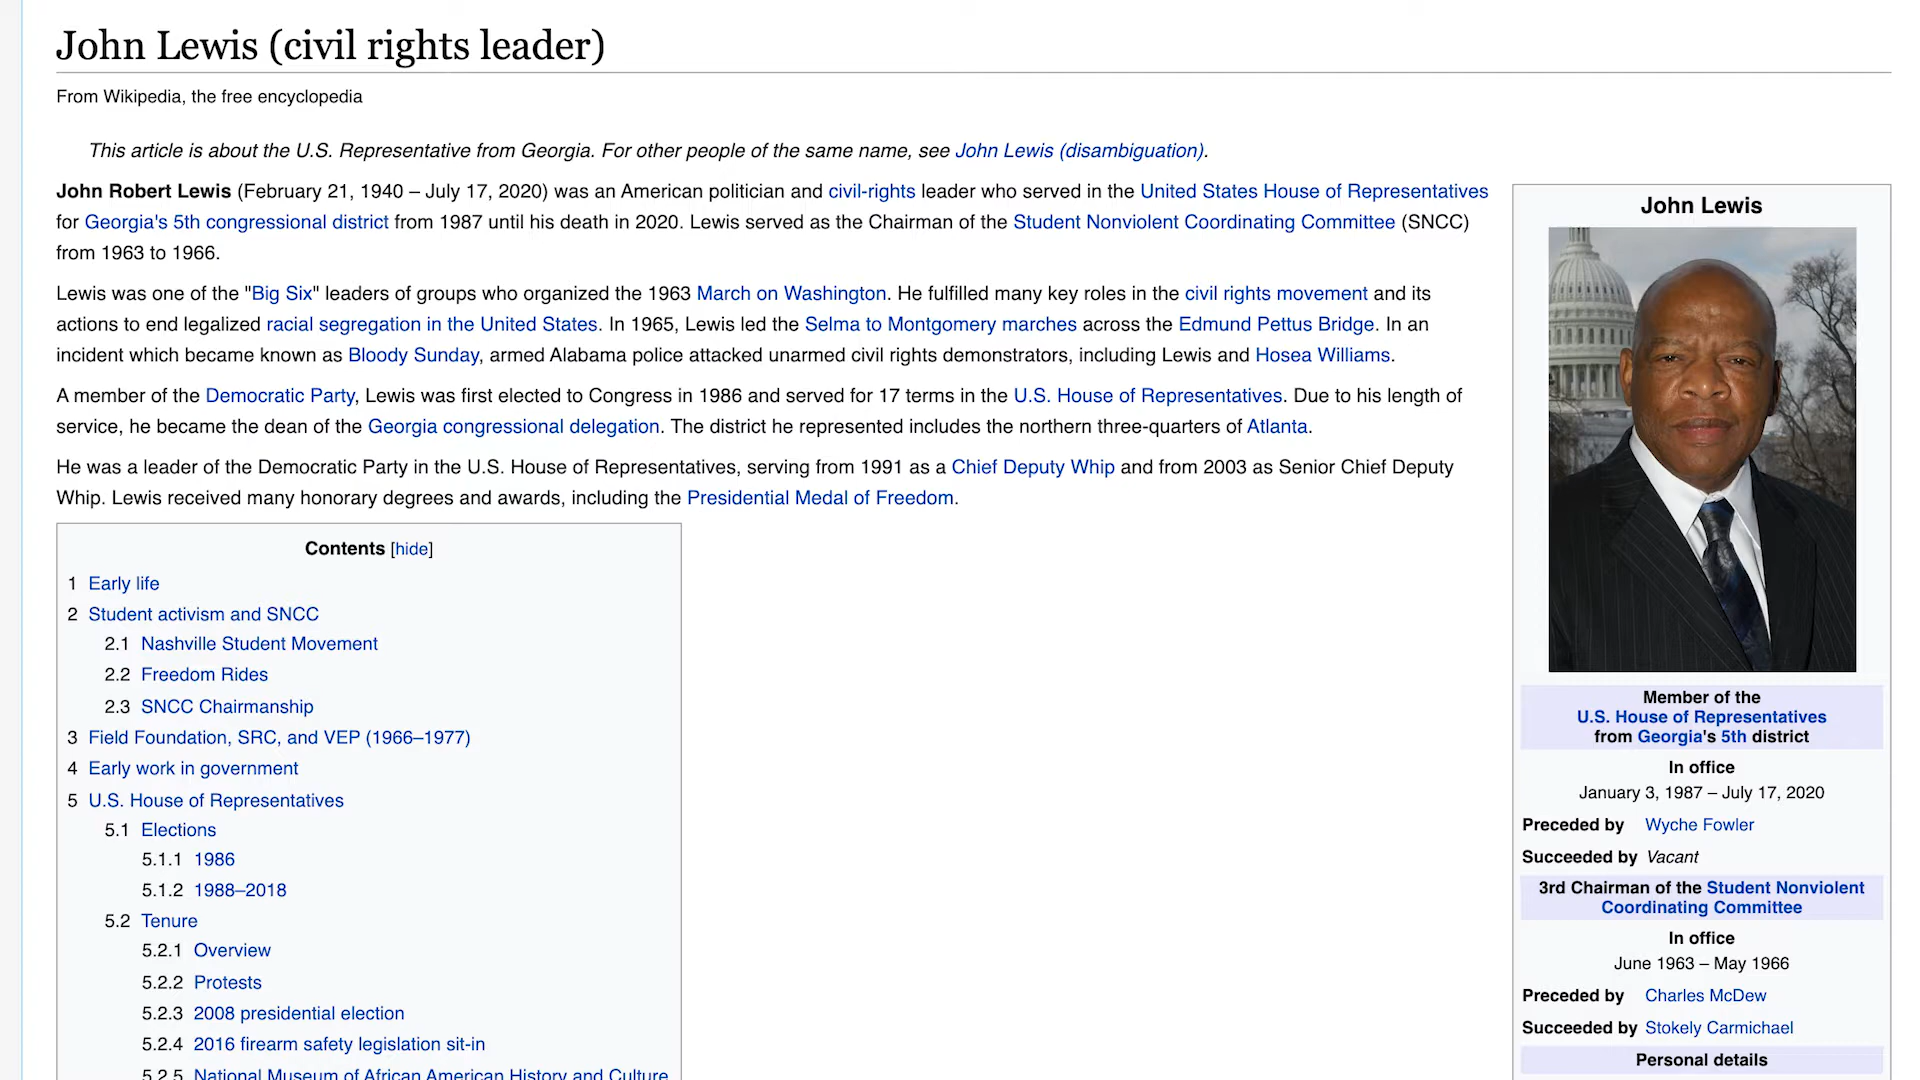 John Lewis (civil rights leader)
From Wikipedia, the free encyclopedia
This article is about the U.S. Representative from Georgia. For other people of the same name, see John Lewis (disambiguation).
John Robert Lewis (February 21, 1940 – July 17, 2020) was an American politician and civil-rights leader who served in the United States House of Representatives
for Georgia's 5th congressional district from 1987 until his death in 2020. Lewis served as the Chairman of the Student Nonviolent Coordinating Committee (SNCC)
from 1963 to 1966.
Lewis was one of the "Big Six" leaders of groups who organized the 1963 March on Washington. He fulfilled many key roles in the civil rights movement and its
actions to end legalized racial segregation in the United States. In 1965, Lewis led the Selma to Montgomery marches across the Edmund Pettus Bridge. In an
incident which became known as Bloody Sunday, armed Alabama police attacked unarmed civil rights demonstrators, including Lewis and Hosea Williams.
A member of the Democratic Party, Lewis was first elected to Congress in 1986 and served for 17 terms in the U.S. House of Representatives. Due to his length of
service, he became the dean of the Georgia congressional delegation. The district he represented includes the northern three-quarters of Atlanta.
He was a leader of the Democratic Party in the U.S. House of Representatives, serving from 1991 as a Chief Deputy Whip and from 2003 as Senior Chief Deputy
Whip. Lewis received many honorary degrees and awards, including the Presidential Medal of Freedom.
Contents [hide]
1 Early life
2 Student activism and SNCC
2.1 Nashville Student Movement
2.2 Freedom Rides
2.3 SNCC Chairmanship
3 Field Foundation, SRC, and VEP (1966–1977)
4 Early work in government
5 U.S. House of Representatives
5.1 Elections
5.1.1 1986
5.1.2 1988–2018
5.2 Tenure
5.2.1 Overview
5.2.2 Protests
5.2.3 2008 presidential election
5.2.4 2016 firearm safety legislation sit-in
5.2.5 National Museum of African American History and Culture
John Lewis
Member of the
U.S. House of Representatives
from Georgia's 5th district
In office
January 3, 1987 – July 17, 2020
Preceded by Wyche Fowler
Succeeded by Vacant
3rd Chairman of the Student Nonviolent
Coordinating Committee
In office
June 1963 – May 1966
Preceded by Charles McDew
Succeeded by Stokely Carmichael
Personal details